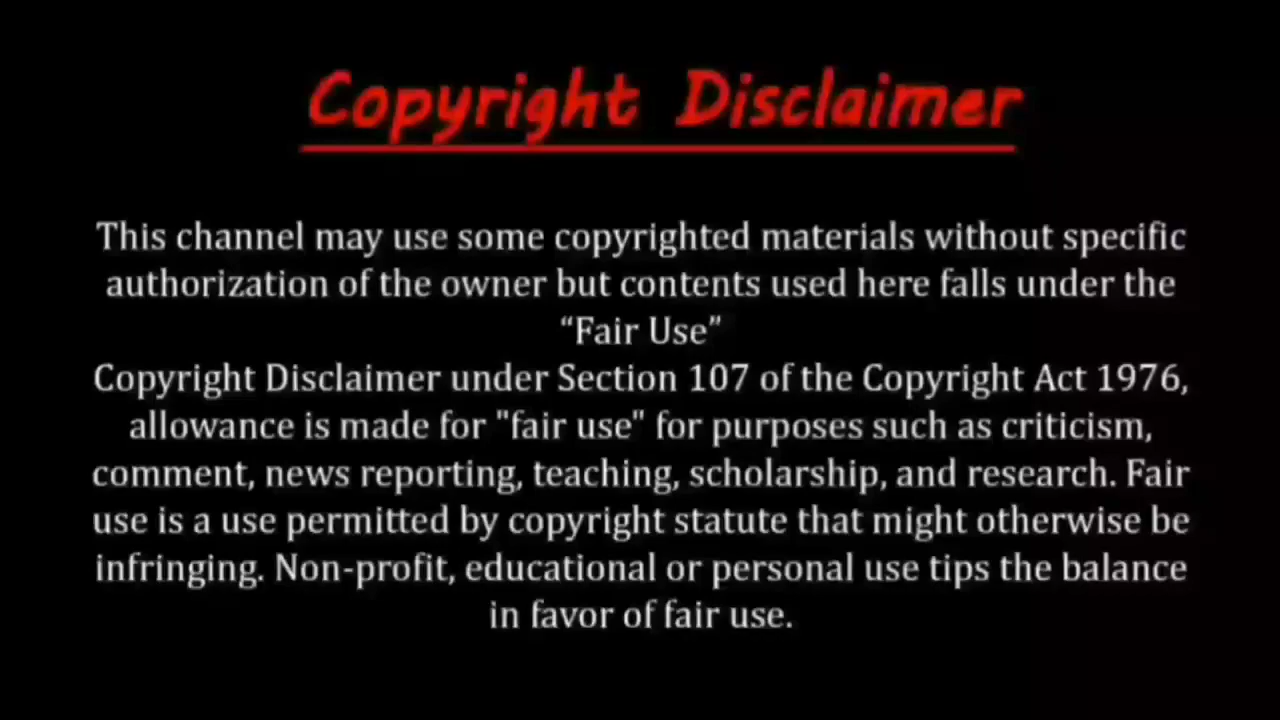 Copyright Disclaimer
This channel may use some copyrighted materials without specific
authorization of the owner but contents used here falls under the
“Fair Use”
Copyright Disclaimer under Section 107 of the Copyright Act 1976,
allowance is made for "fair use" for purposes such as criticism,
comment, news reporting, teaching, scholarship, and research. Fair
use is a use permitted by copyright statute that might otherwise be
infringing. Non-profit, educational or personal use tips the balance
in favor of fair use.